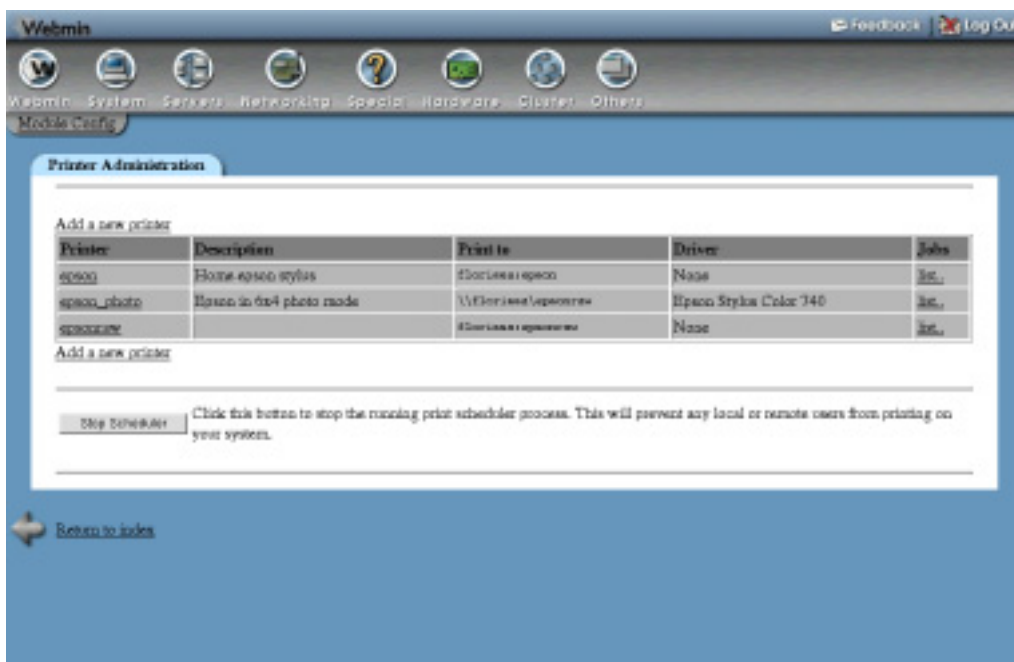 Webmin
Feedback Log Ou
Webmin System Servers Networking Special Hardware Cluster Others
Module Config
Printer Administration
Add a new printer
Printer Description Print to Driver Jobs
epson Home epson stylus None list..
epson_photo Epson in 6x4 photo mode Epson Stylus Color 740 list..
epsonraw None list..
Add a new printer
Stop Scheduler
Click this button to stop the running print scheduler process. This will prevent any local or remote users from printing on
your system.
Return to index